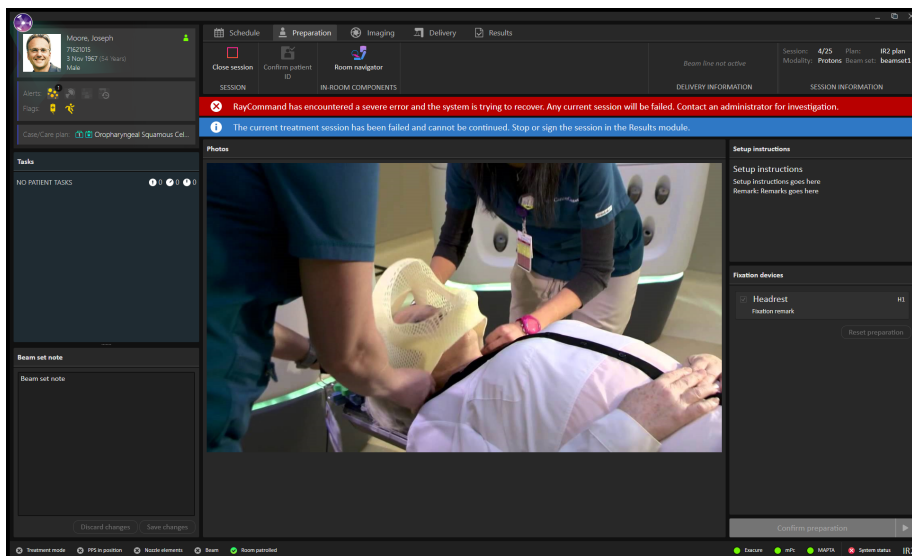 Moore, Joseph
71621015
3 Nov 1967 (54 Years)
Male
Alerts:
1
Flags:
Case/Care plan: Oropharyngeal Squamous Cel...
Tasks
NO PATIENT TASKS 0 0 0
Beam set note
Beam set note
Discard changes Save changes
Schedule Preparation Imaging Delivery Results
Close session
Confirm patient ID
Room navigator
SESSION
IN-ROOM COMPONENTS
Beam line not active
DELIVERY INFORMATION
Session: 4/25 Plan: IR2 plan
Modality: Protons Beam set: beamset1
SESSION INFORMATION
RayCommand has encountered a severe error and the system is trying to recover. Any current session will be failed. Contact an administrator for investigation.
The current treatment session has been failed and cannot be continued. Stop or sign the session in the Results module.
Photos
Setup instructions
Setup instructions
Setup instructions goes here
Remark: Remarks goes here
Fixation devices
Headrest H1
Fixation remark
Reset preparation
Confirm preparation
Treatment mode PPS in position Nozzle elements Beam Room patrolled
Exacure mPc MAPTA System status